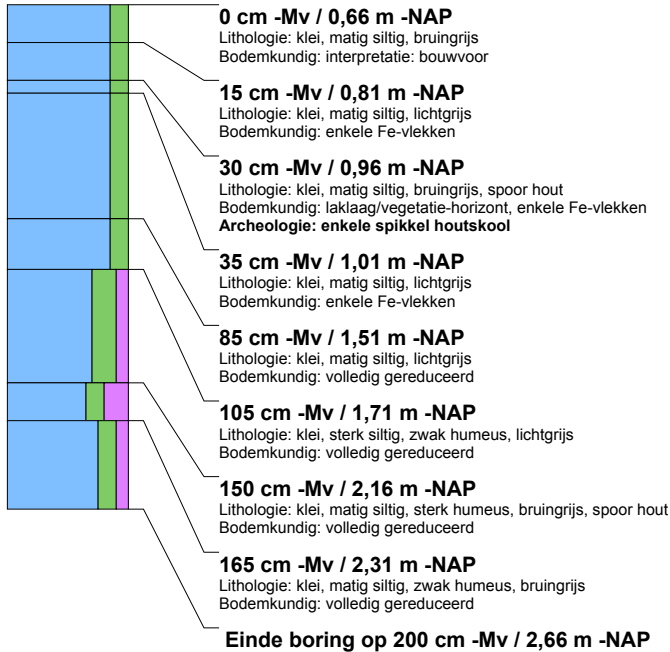 0 cm -Mv / 0,66 m -NAP
Lithologie: klei, matig siltig, bruingrijs
Bodemkundig: interpretatie: bouwvoor
15 cm -Mv / 0,81 m -NAP
Lithologie: klei, matig siltig, lichtgrijs
Bodemkundig: enkele Fe-vlekken
30 cm -Mv / 0,96 m -NAP
Lithologie: klei, matig siltig, bruingrijs, spoor hout
Bodemkundig: laklaag/vegetatie-horizont, enkele Fe-vlekken
Archeologie: enkele spikkel houtskool
35 cm -Mv / 1,01 m -NAP
Lithologie: klei, matig siltig, lichtgrijs
Bodemkundig: enkele Fe-vlekken
85 cm -Mv / 1,51 m -NAP
Lithologie: klei, matig siltig, lichtgrijs
Bodemkundig: volledig gereduceerd
105 cm -Mv / 1,71 m -NAP
Lithologie: klei, sterk siltig, zwak humeus, lichtgrijs
Bodemkundig: volledig gereduceerd
150 cm -Mv / 2,16 m -NAP
Lithologie: klei, matig siltig, sterk humeus, bruingrijs, spoor hout
Bodemkundig: volledig gereduceerd
165 cm -Mv / 2,31 m -NAP
Lithologie: klei, matig siltig, zwak humeus, bruingrijs
Bodemkundig: volledig gereduceerd
Einde boring op 200 cm -Mv / 2,66 m -NAP